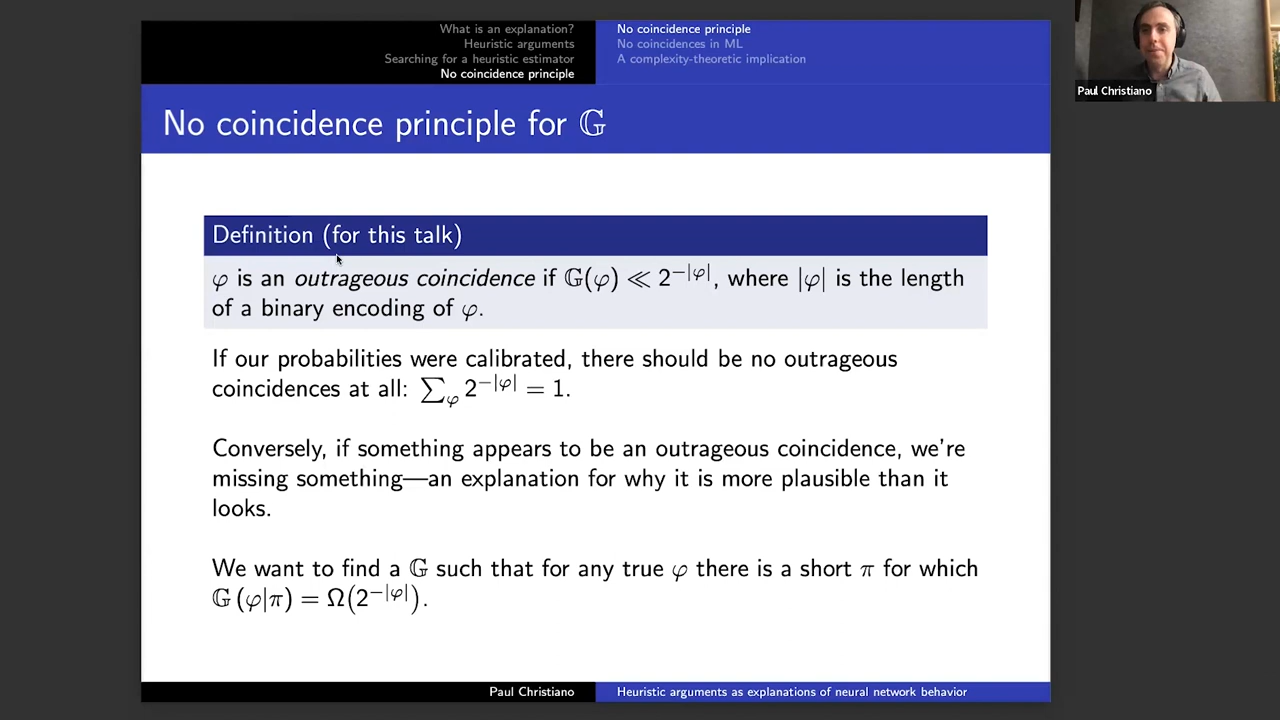 What is an explanation?
Heuristic arguments
Searching for a heuristic estimator
No coincidence principle
No coincidence principle
No coincidences in ML
A complexity-theoretic implication
Paul Christiano
No coincidence principle for 𝔾
Definition (for this talk)
φ is an outrageous coincidence if 𝔾(φ) ≪ 2^{−|φ|}, where |φ| is the length
of a binary encoding of φ.
If our probabilities were calibrated, there should be no outrageous
coincidences at all: ∑_φ 2^{−|φ|} = 1.
Conversely, if something appears to be an outrageous coincidence, we're
missing something—an explanation for why it is more plausible than it
looks.
We want to find a 𝔾 such that for any true φ there is a short π for which
𝔾 (φ|π) = Ω(2^{−|φ|}).
Paul Christiano
Heuristic arguments as explanations of neural network behavior